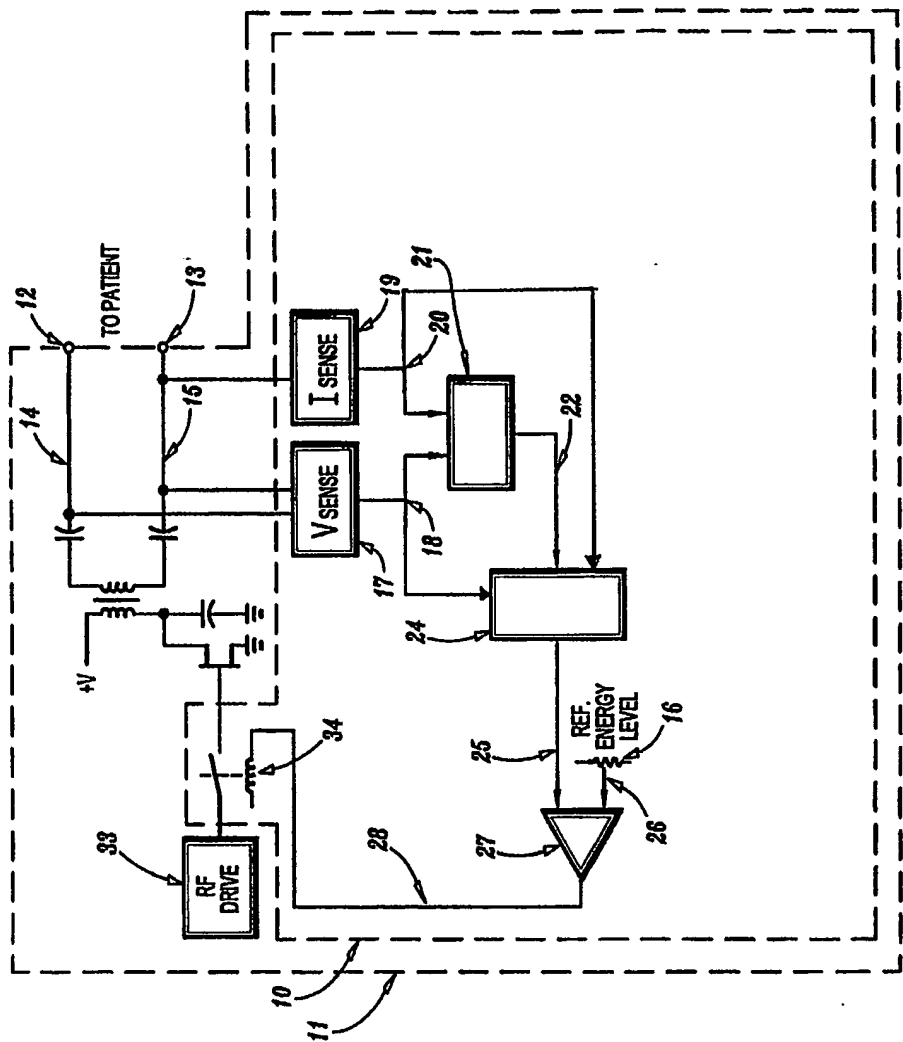 12
TO PATIENT
13
14
15
+V
I SENSE
19
20
V SENSE
17
18
21
22
24
25
REF.
ENERGY
LEVEL
16
26
27
28
34
33
RF
DRIVE
10
11